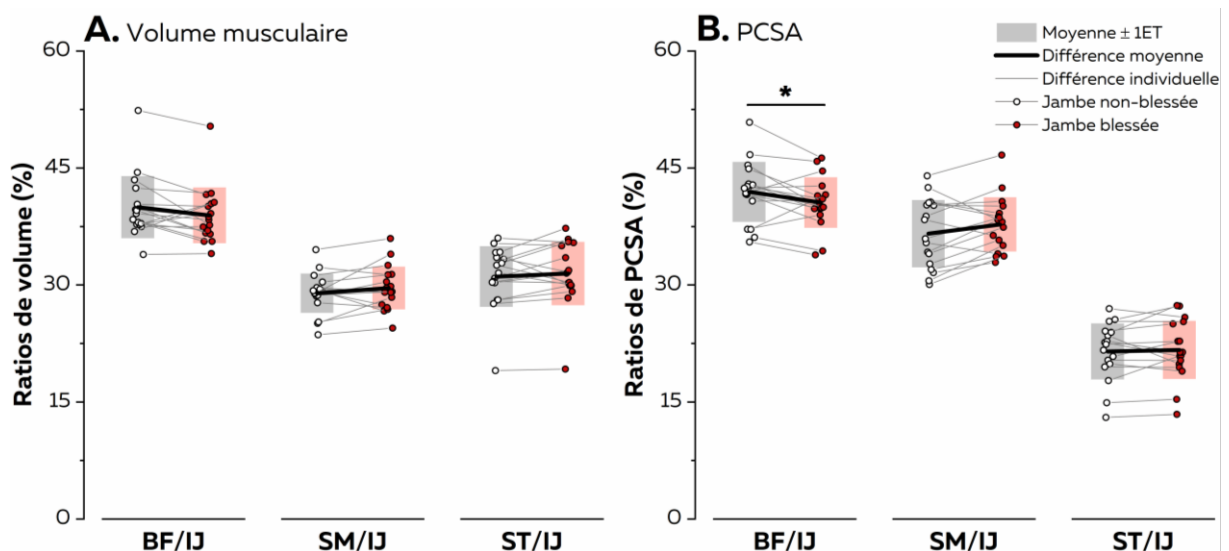 A. Volume musculaire
Ratios de volume (%)
60
45
30
15
0
BF/IJ
SM/IJ
ST/IJ
B. PCSA
Ratios de PCSA (%)
60
45
30
15
0
*
BF/IJ
SM/IJ
ST/IJ
Moyenne ± 1ET
Différence moyenne
Différence individuelle
Jambe non-blessée
Jambe blessée